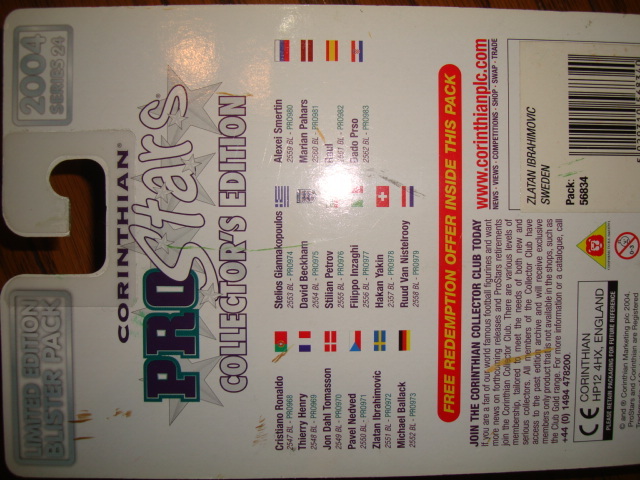 LIMITED EDITION
BLISTER PACK
2004
SERIES 24
CORINTHIAN®
PRO Stars®
COLLECTOR'S EDITION
Cristiano Ronaldo
2547 BL - PRO968
Thierry Henry
2548 BL - PRO969
Jon Dahl Tomasson
2549 BL - PRO970
Pavel Nedved
2550 BL - PRO971
Zlatan Ibrahimovic
2551 BL - PRO972
Michael Ballack
2552 BL - PRO973
Stelios Giannakopoulos
2553 BL - PRO974
David Beckham
2554 BL - PRO975
Stilian Petrov
2555 BL - PRO976
Filippo Inzaghi
2556 BL - PRO977
Hakan Yakin
2557 BL - PRO978
Ruud Van Nistelrooy
2558 BL - PRO979
Alexei Smertin
2559 BL - PRO980
Marian Pahars
2560 BL - PRO981
Raul
2561 BL - PRO982
Dado Prso
2562 BL - PRO983
FREE REDEMPTION OFFER INSIDE THIS PACK
JOIN THE CORINTHIAN COLLECTOR CLUB TODAY
If you are a fan of our world famous football figurines and want
more news on forthcoming releases and ProStars retirements
join the Corinthian Collector Club. There are various levels of
membership, tailored to meet the needs of both new and
serious collectors. All members of the Collector Club have
access to the past edition archive and will receive exclusive
members only product that is not available in the shops, such as
the Club Gold range. For more information or a catalogue, call
+44 (0) 1494 478200.
www.corinthianplc.com
NEWS - VIEWS - COMPETITIONS - SHOP - SWAP - TRADE
ZLATAN IBRAHIMOVIC
SWEDEN
Pack:
56834
CE CORINTHIAN
HP12 4HX, ENGLAND
PLEASE RETAIN PACKAGING FOR FUTURE REFERENCE
© and ® Corinthian Marketing plc 2004.
ProStars and Corinthian are Registered